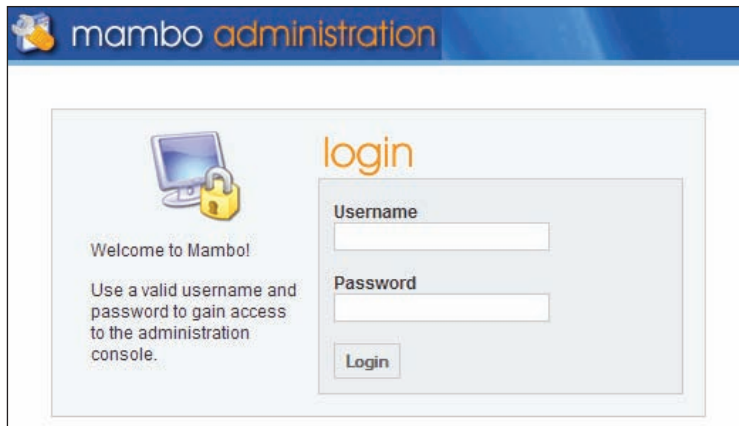 mambo administration
login
Welcome to Mambo!
Use a valid username and
password to gain access
to the administration
console.
Username
Password
Login